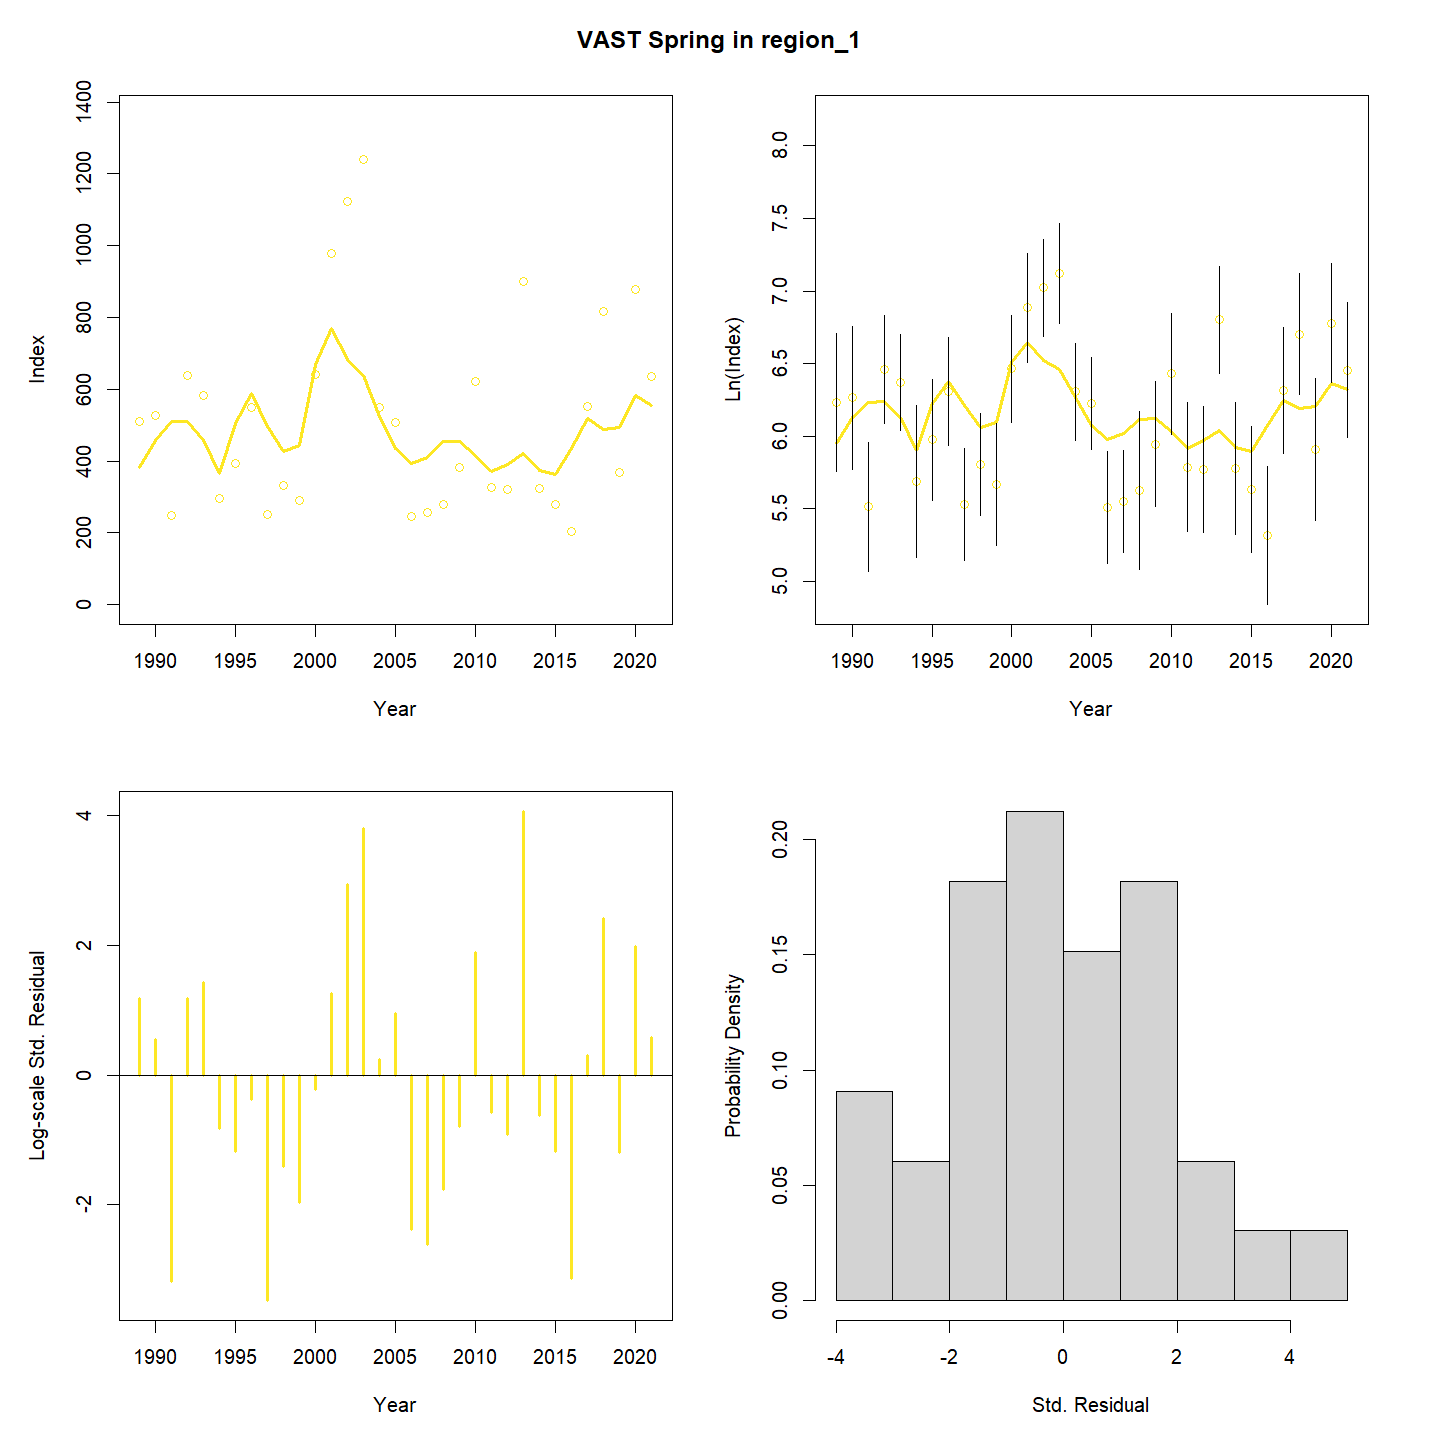 VAST Spring in region_1
Index
0 200 400 600 800 1000 1200 1400
1990 1995 2000 2005 2010 2015 2020
Year
Ln(Index)
5.0 5.5 6.0 6.5 7.0 7.5 8.0
1990 1995 2000 2005 2010 2015 2020
Year
Log-scale Std. Residual
-2 0 2 4
1990 1995 2000 2005 2010 2015 2020
Year
Probability Density
0.00 0.05 0.10 0.15 0.20
-4 -2 0 2 4
Std. Residual